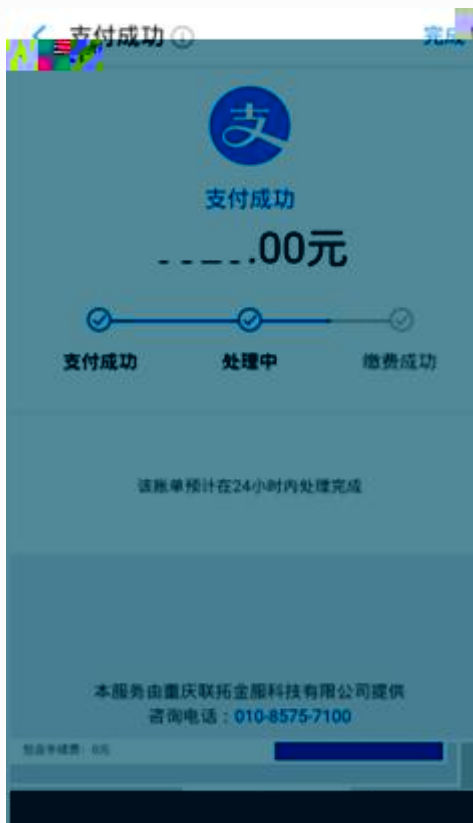 支付成功
完成
支
支付成功
.00元
支付成功 处理中 缴费成功
该账单预计在24小时内处理完成
本服务由重庆联拓金服科技有限公司提供
咨询电话：010-8575-7100